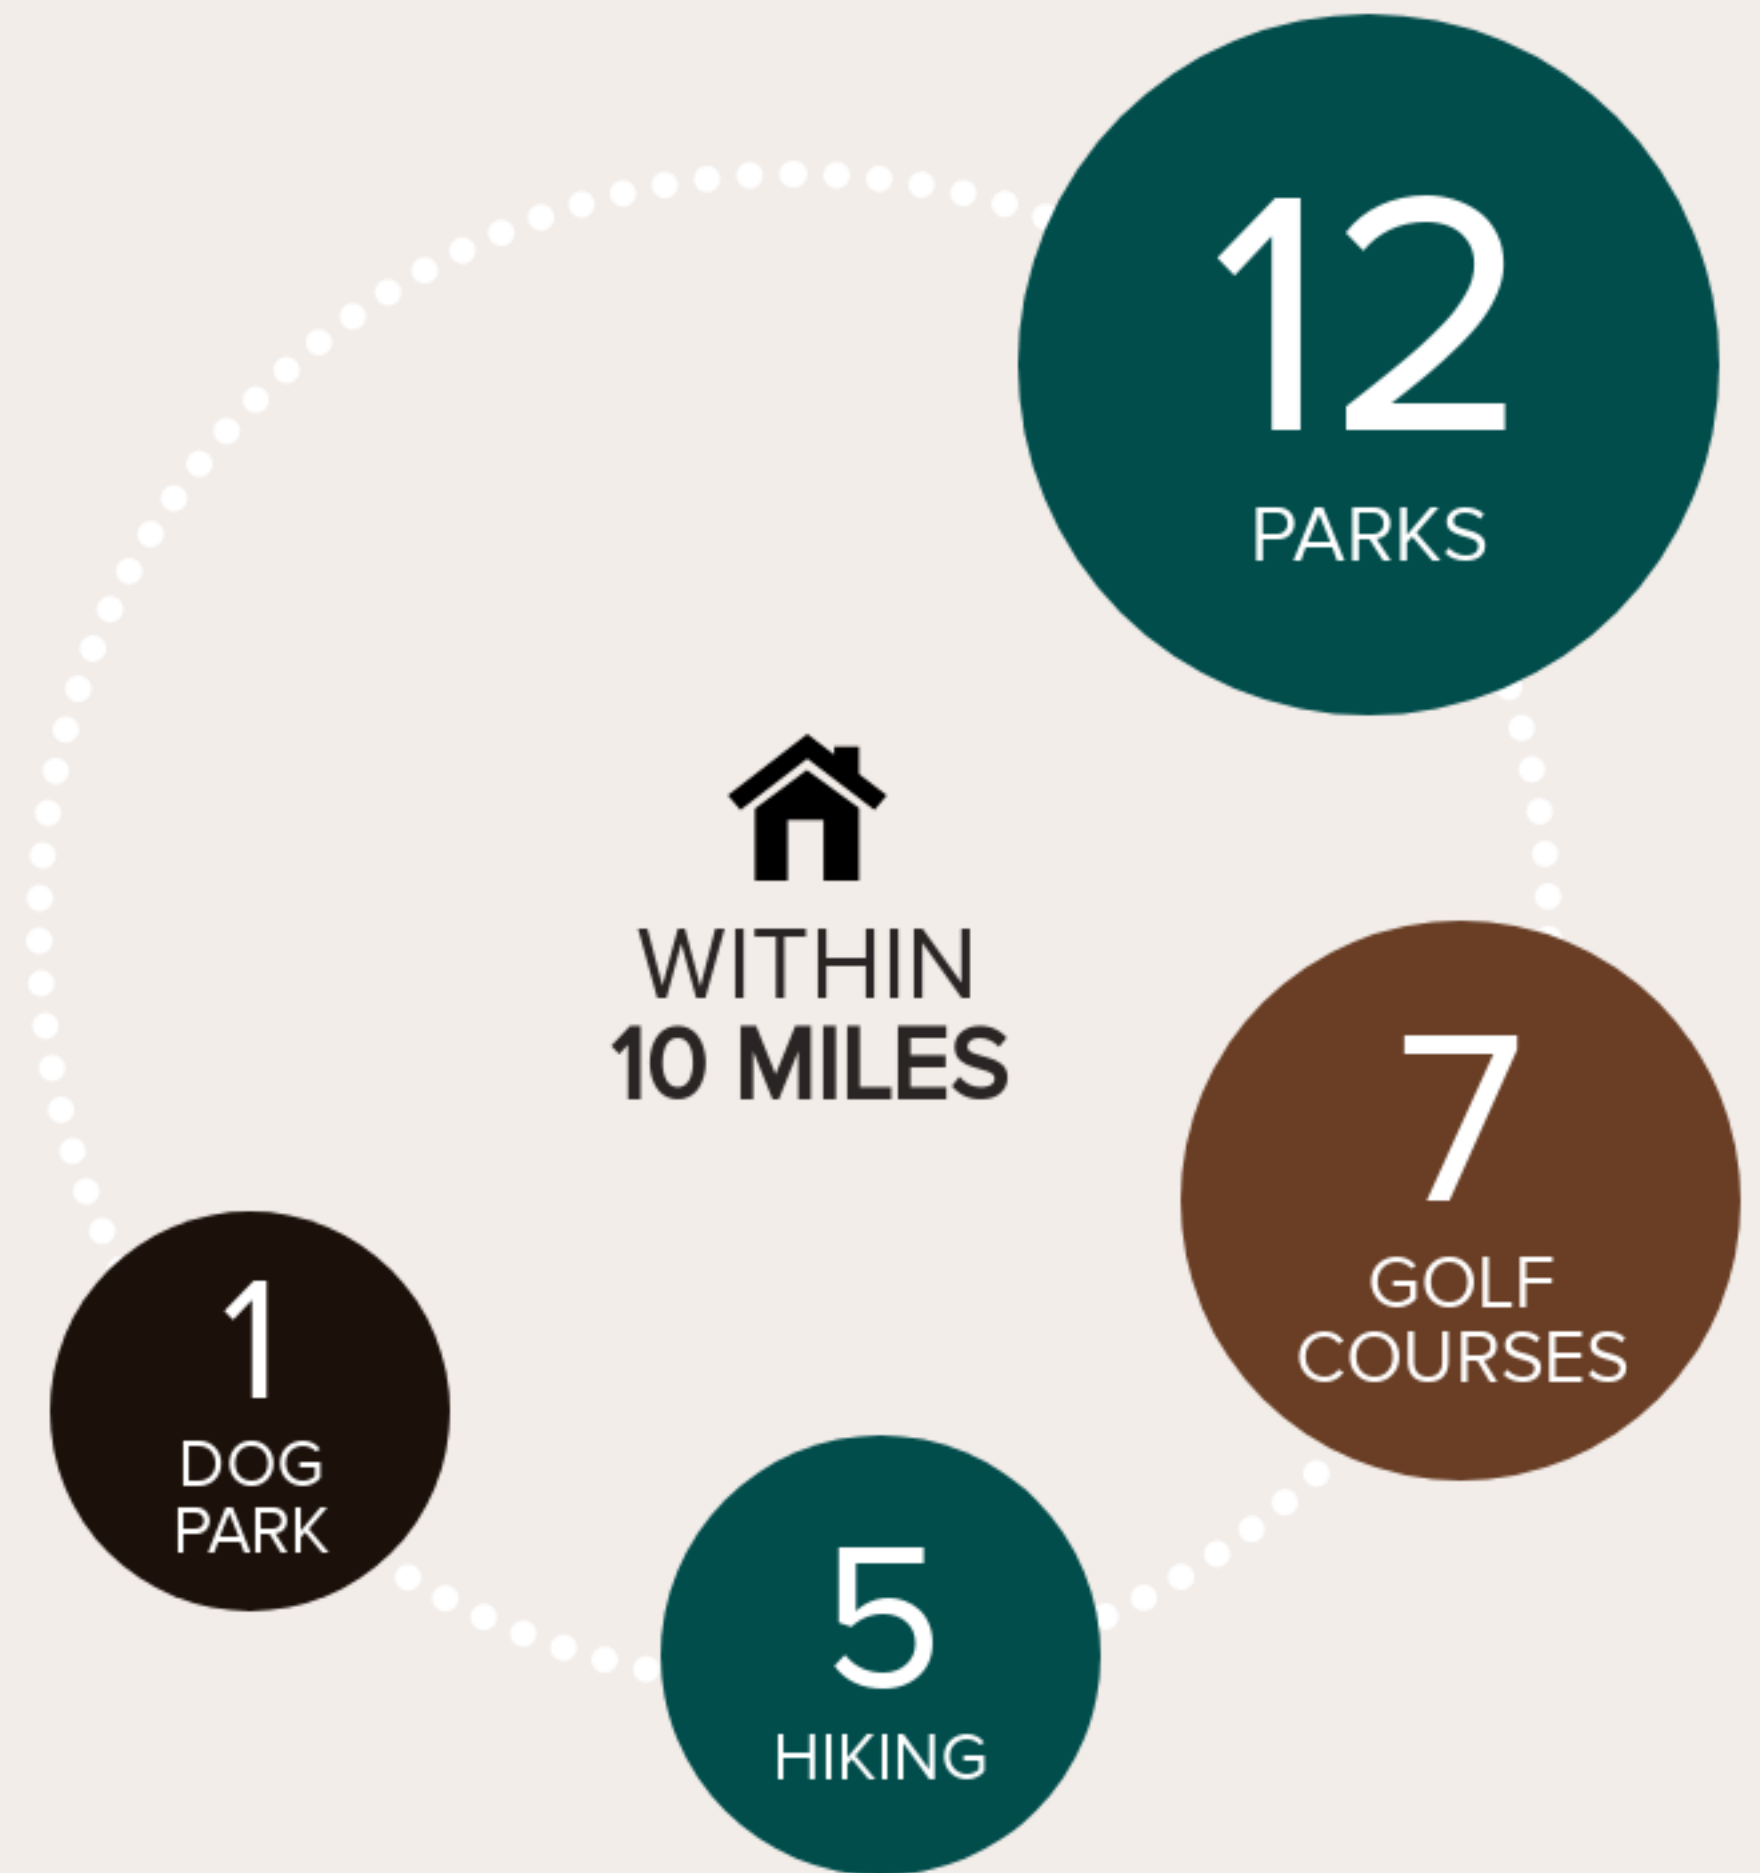 12
PARKS
WITHIN
10 MILES
7
GOLF
COURSES
1
DOG
PARK
5
HIKING